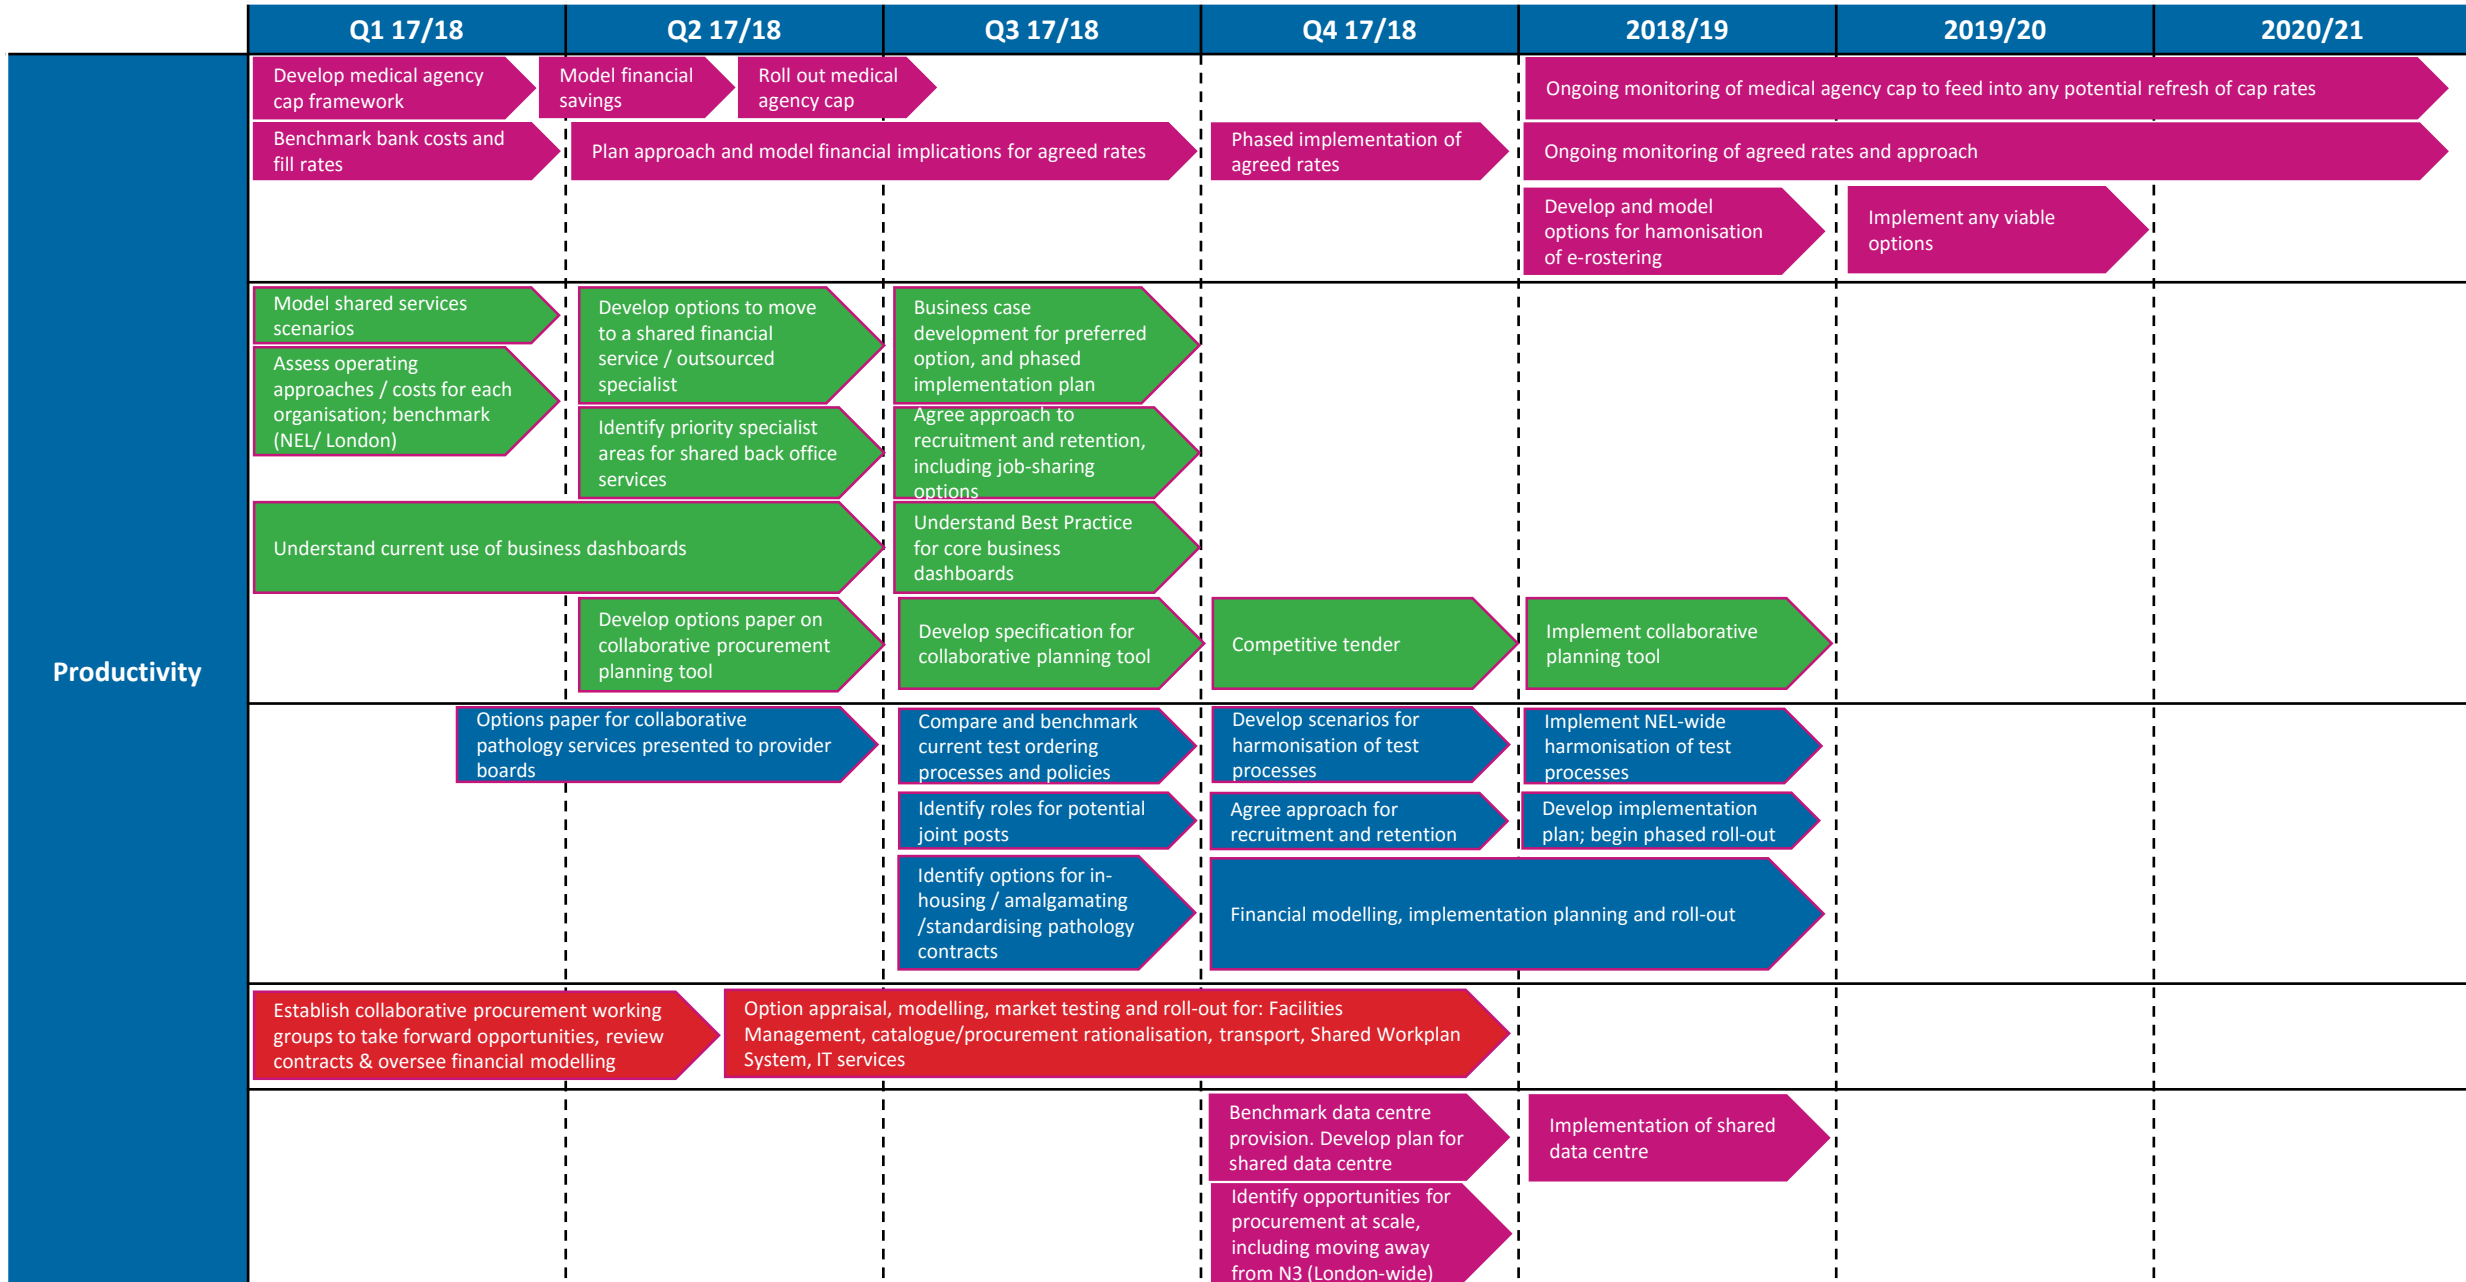 Q1 17/18
Q2 17/18
Q3 17/18
Q4 17/18
2018/19
2019/20
2020/21
Productivity
Develop medical agency
cap framework
Model financial
savings
Roll out medical
agency cap
Ongoing monitoring of medical agency cap to feed into any potential refresh of cap rates
Benchmark bank costs and
fill rates
Plan approach and model financial implications for agreed rates
Phased implementation of
agreed rates
Ongoing monitoring of agreed rates and approach
Develop and model
options for hamonisation
of e-rostering
Implement any viable
options
Model shared services
scenarios
Assess operating
approaches / costs for each
organisation; benchmark
(NEL/ London)
Develop options to move
to a shared financial
service / outsourced
specialist
Business case
development for preferred
option, and phased
implementation plan
Identify priority specialist
areas for shared back office
services
Agree approach to
recruitment and retention,
including job-sharing
options
Understand current use of business dashboards
Understand Best Practice
for core business
dashboards
Develop options paper on
collaborative procurement
planning tool
Develop specification for
collaborative planning tool
Competitive tender
Implement collaborative
planning tool
Options paper for collaborative
pathology services presented to provider
boards
Compare and benchmark
current test ordering
processes and policies
Develop scenarios for
harmonisation of test
processes
Implement NEL-wide
harmonisation of test
processes
Identify roles for potential
joint posts
Agree approach for
recruitment and retention
Develop implementation
plan; begin phased roll-out
Identify options for in-
housing / amalgamating
/standardising pathology
contracts
Financial modelling, implementation planning and roll-out
Establish collaborative procurement working
groups to take forward opportunities, review
contracts & oversee financial modelling
Option appraisal, modelling, market testing and roll-out for: Facilities
Management, catalogue/procurement rationalisation, transport, Shared Workplan
System, IT services
Benchmark data centre
provision. Develop plan for
shared data centre
Implementation of shared
data centre
Identify opportunities for
procurement at scale,
including moving away
from N3 (London-wide)